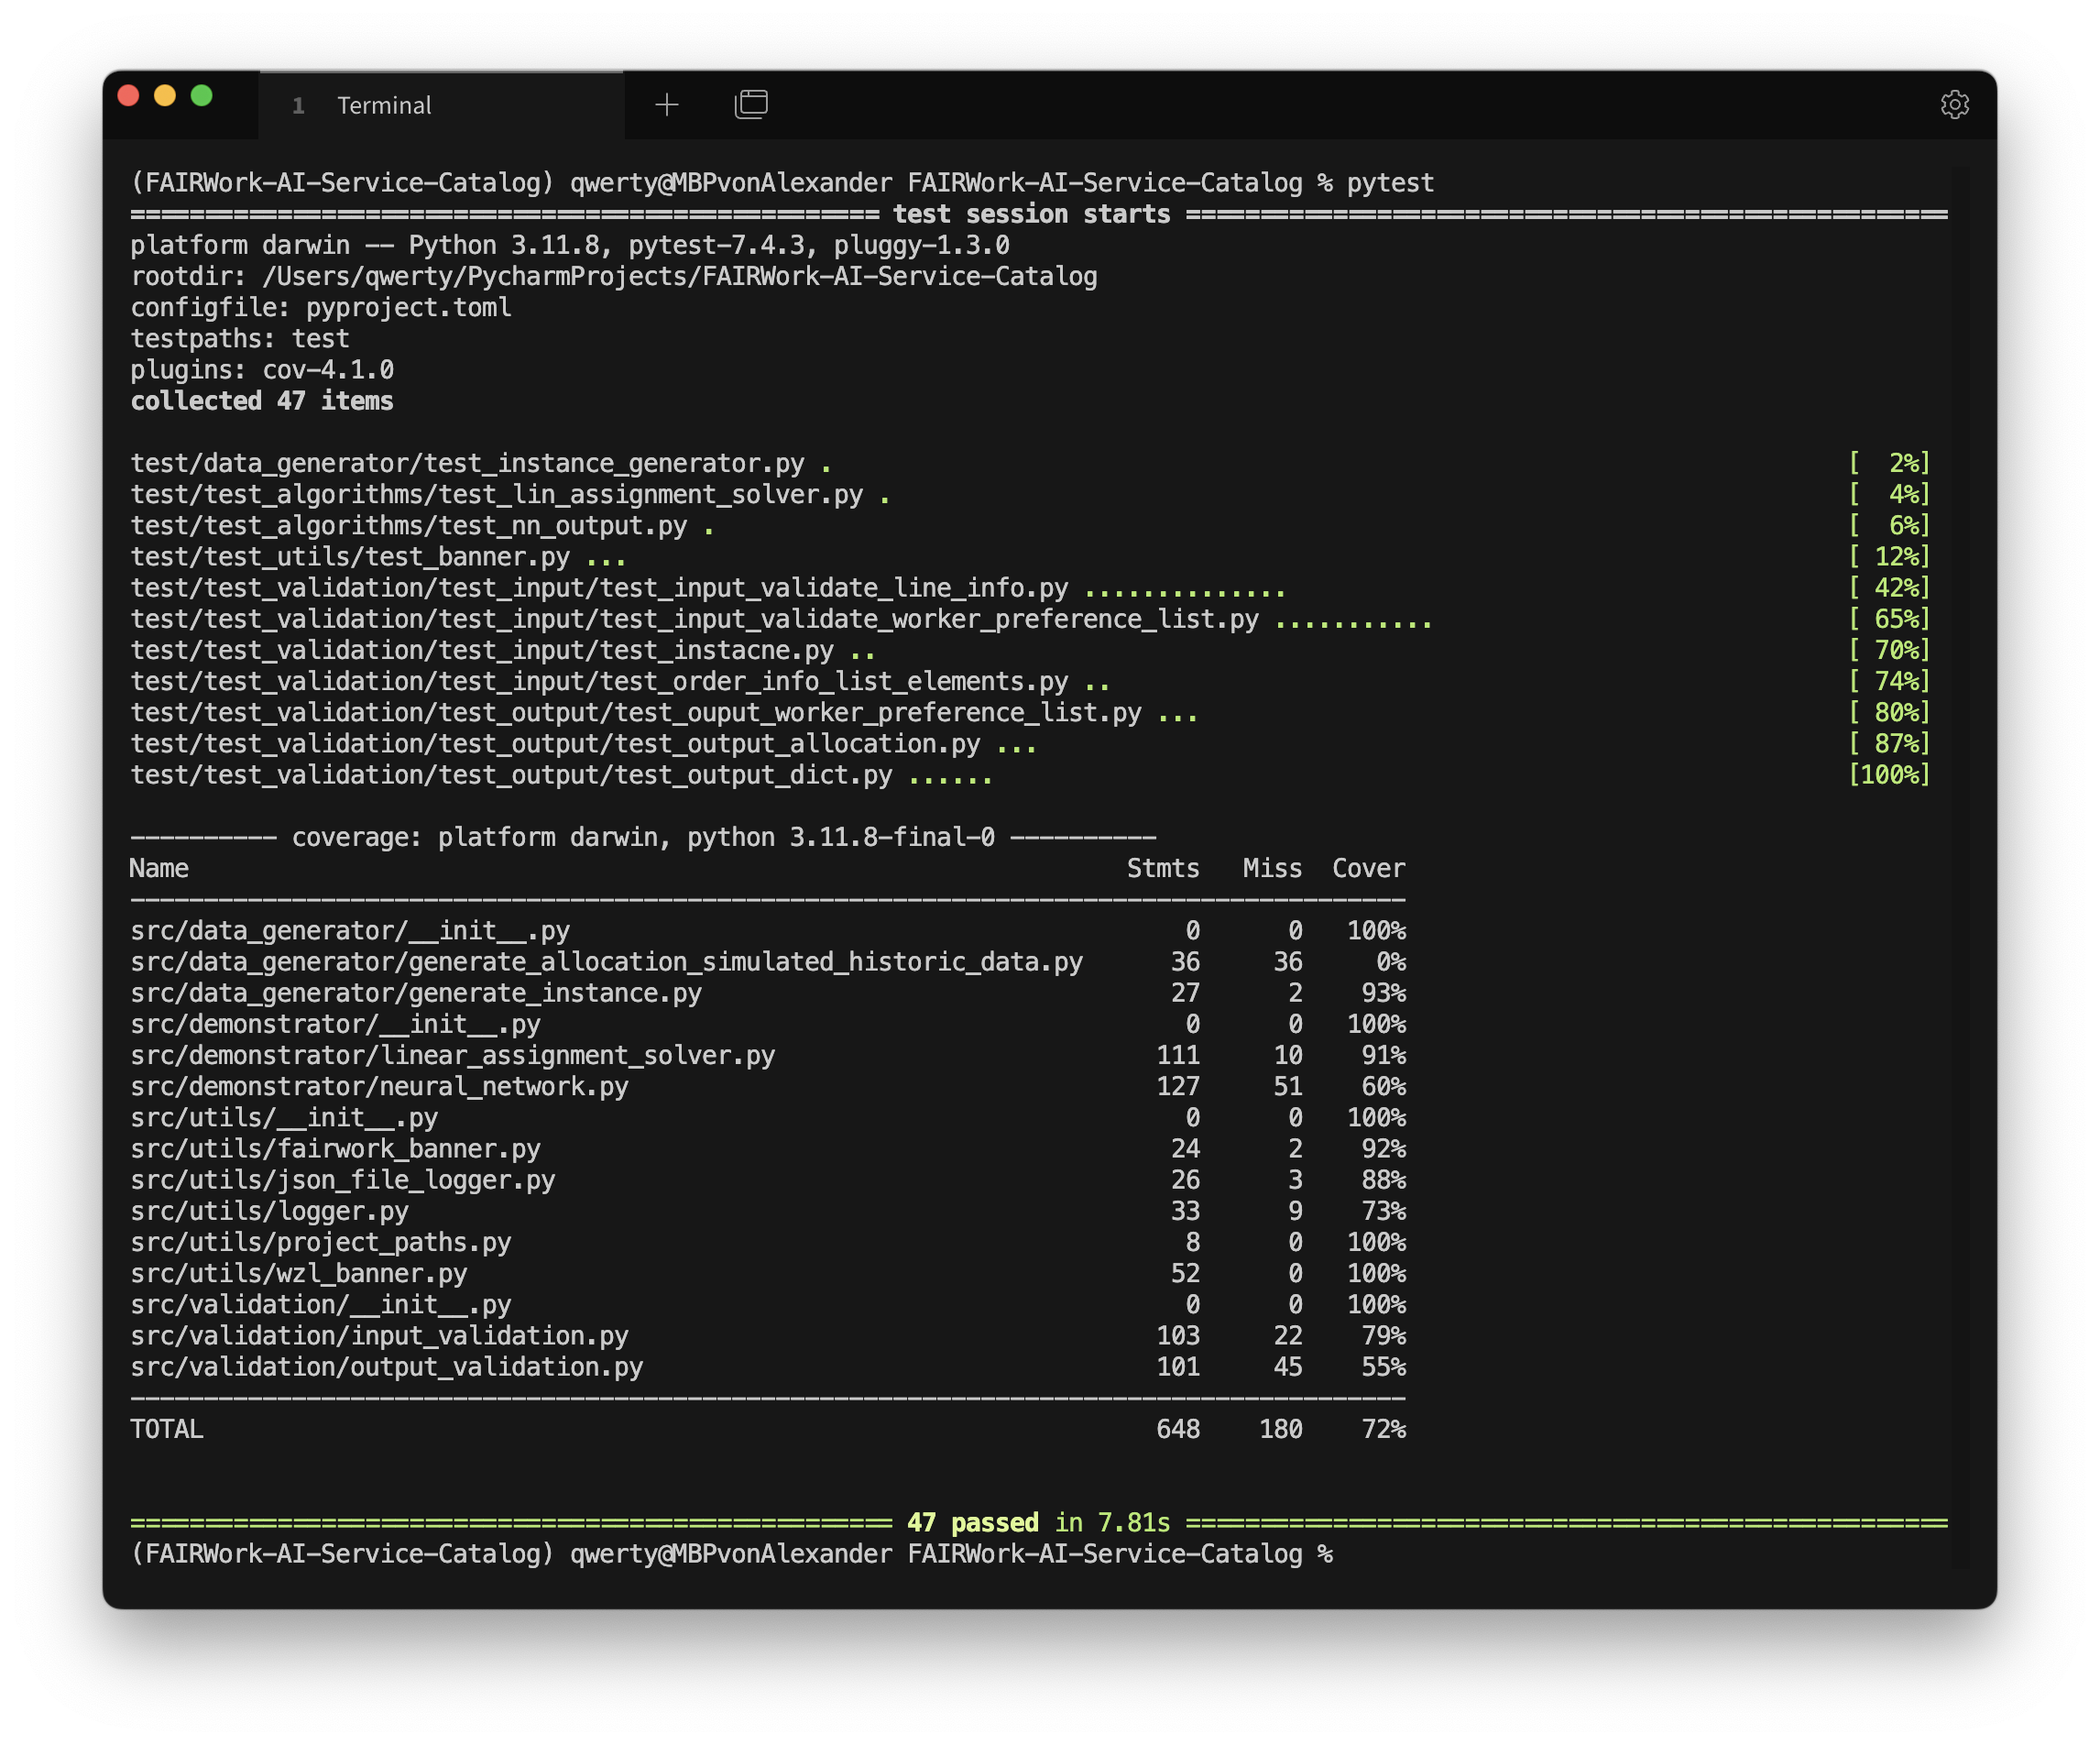 1 Terminal
(FAIRWork-AI-Service-Catalog) qwerty@MBPvonAlexander FAIRWork-AI-Service-Catalog % pytest
==================================================== test session starts =====================================================
platform darwin -- Python 3.11.8, pytest-7.4.3, pluggy-1.3.0
rootdir: /Users/qwerty/PycharmProjects/FAIRWork-AI-Service-Catalog
configfile: pyproject.toml
testpaths: test
plugins: cov-4.1.0
collected 47 items
test/data_generator/test_instance_generator.py . [  2%]
test/test_algorithms/test_lin_assignment_solver.py . [  4%]
test/test_algorithms/test_nn_output.py . [  6%]
test/test_utils/test_banner.py ... [ 12%]
test/test_validation/test_input/test_input_validate_line_info.py .............. [ 42%]
test/test_validation/test_input/test_input_validate_worker_preference_list.py ........... [ 65%]
test/test_validation/test_input/test_instacne.py .. [ 70%]
test/test_validation/test_input/test_order_info_list_elements.py .. [ 74%]
test/test_validation/test_output/test_ouput_worker_preference_list.py ... [ 80%]
test/test_validation/test_output/test_output_allocation.py ... [ 87%]
test/test_validation/test_output/test_output_dict.py ...... [100%]
---------- coverage: platform darwin, python 3.11.8-final-0 ----------
Name Stmts Miss Cover
---------------------------------------------------------------------------------------
src/data_generator/__init__.py 0 0 100%
src/data_generator/generate_allocation_simulated_historic_data.py 36 36 0%
src/data_generator/generate_instance.py 27 2 93%
src/demonstrator/__init__.py 0 0 100%
src/demonstrator/linear_assignment_solver.py 111 10 91%
src/demonstrator/neural_network.py 127 51 60%
src/utils/__init__.py 0 0 100%
src/utils/fairwork_banner.py 24 2 92%
src/utils/json_file_logger.py 26 3 88%
src/utils/logger.py 33 9 73%
src/utils/project_paths.py 8 0 100%
src/utils/wzl_banner.py 52 0 100%
src/validation/__init__.py 0 0 100%
src/validation/input_validation.py 103 22 79%
src/validation/output_validation.py 101 45 55%
---------------------------------------------------------------------------------------
TOTAL 648 180 72%
==================================================== 47 passed in 7.81s ====================================================
(FAIRWork-AI-Service-Catalog) qwerty@MBPvonAlexander FAIRWork-AI-Service-Catalog %